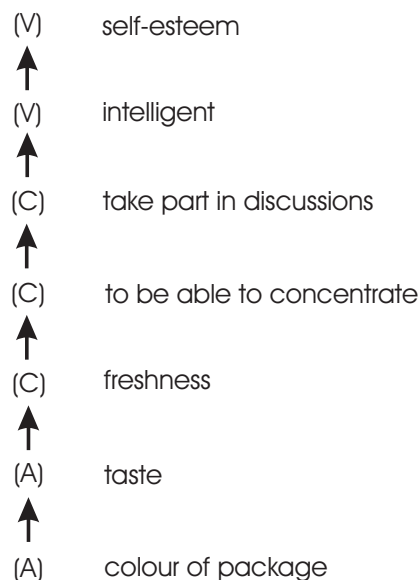 (V) self-esteem
(V) intelligent
(C) take part in discussions
(C) to be able to concentrate
(C) freshness
(A) taste
(A) colour of package